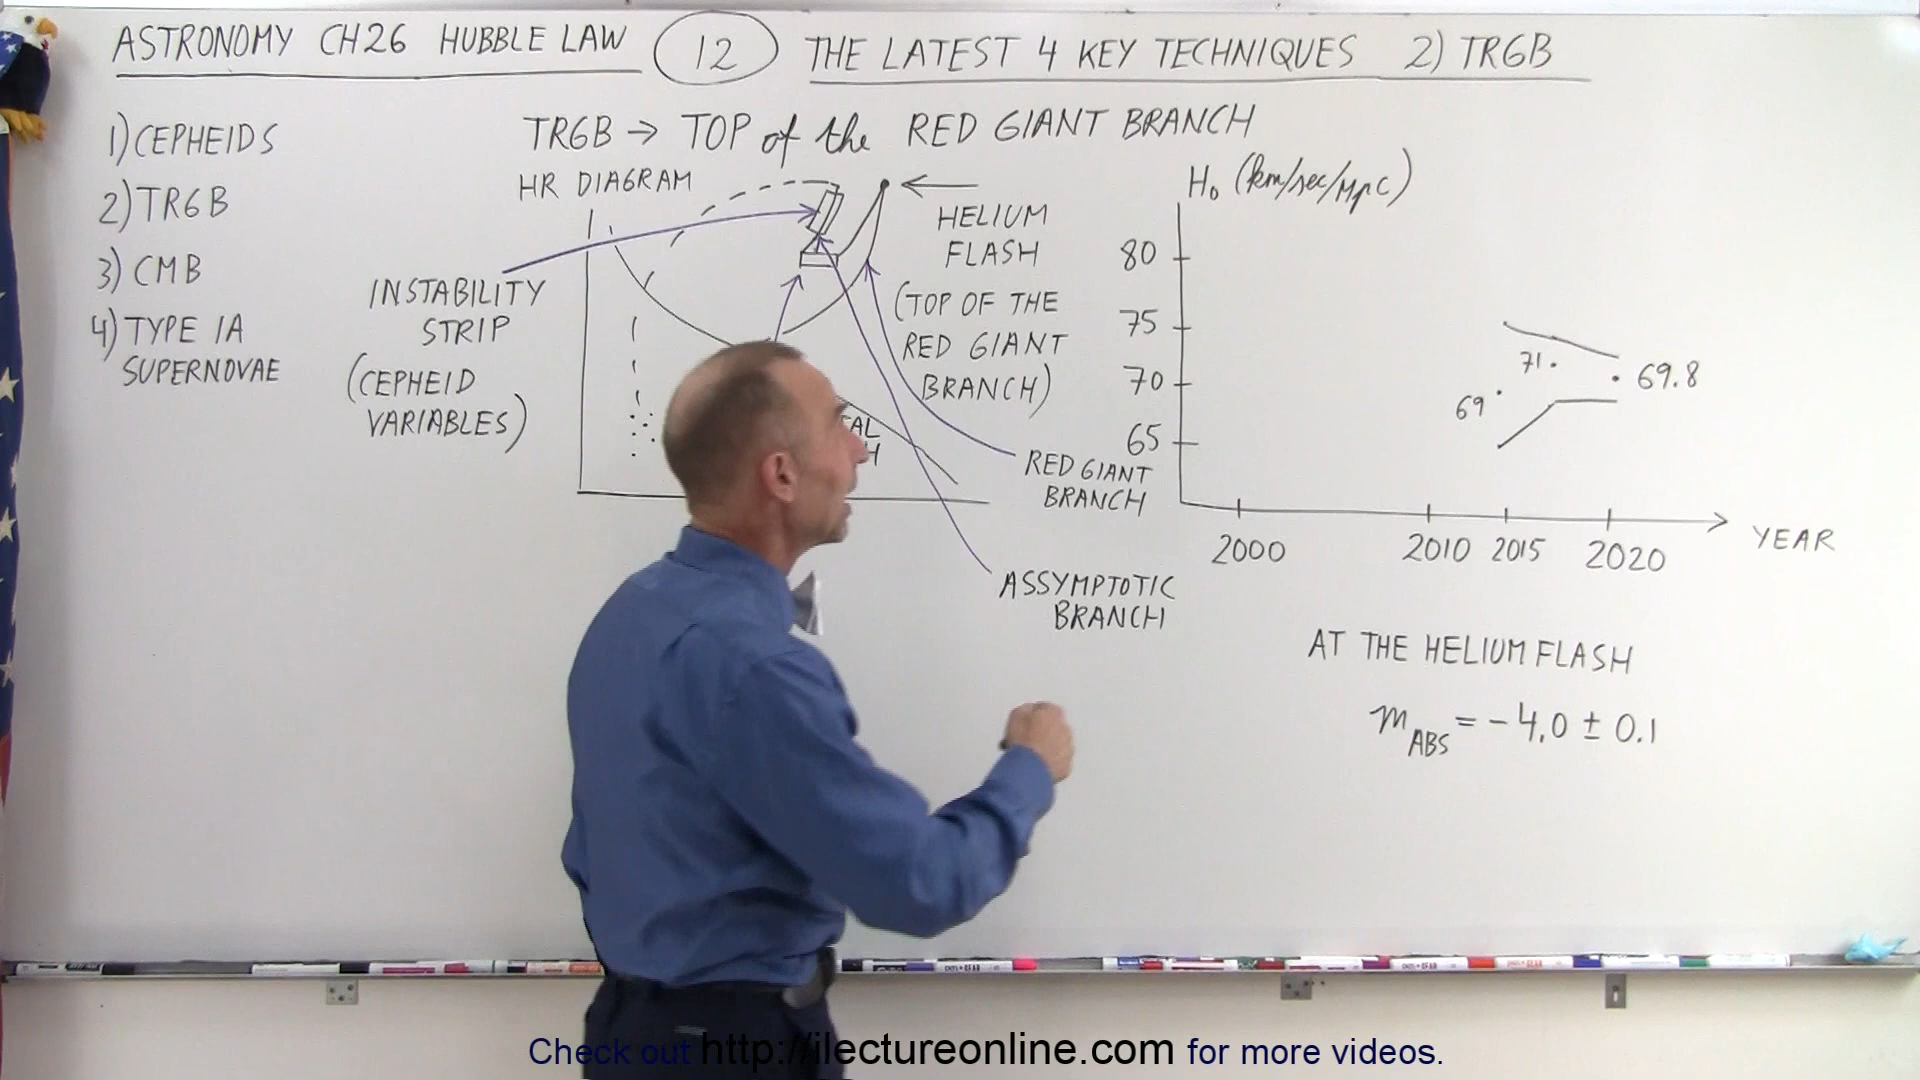 ASTRONOMY CH26 HUBBLE LAW 12 THE LATEST 4 KEY TECHNIQUES 2) TRGB
1) CEPHEIDS
2) TRGB
3) CMB
4) TYPE IA
SUPERNOVAE
TRGB → TOP of the RED GIANT BRANCH
HR DIAGRAM
INSTABILITY
STRIP
(CEPHEID
VARIABLES)
HELIUM
FLASH
(TOP OF THE
RED GIANT
BRANCH)
RED GIANT
BRANCH
ASSYMPTOTIC
BRANCH
H₀ (km/sec/Mpc)
80
75
70
65
69
71
69.8
2000 2010 2015 2020 YEAR
AT THE HELIUM FLASH
m ABS = -4.0 ± 0.1
Check out http://ilectureonline.com for more videos.